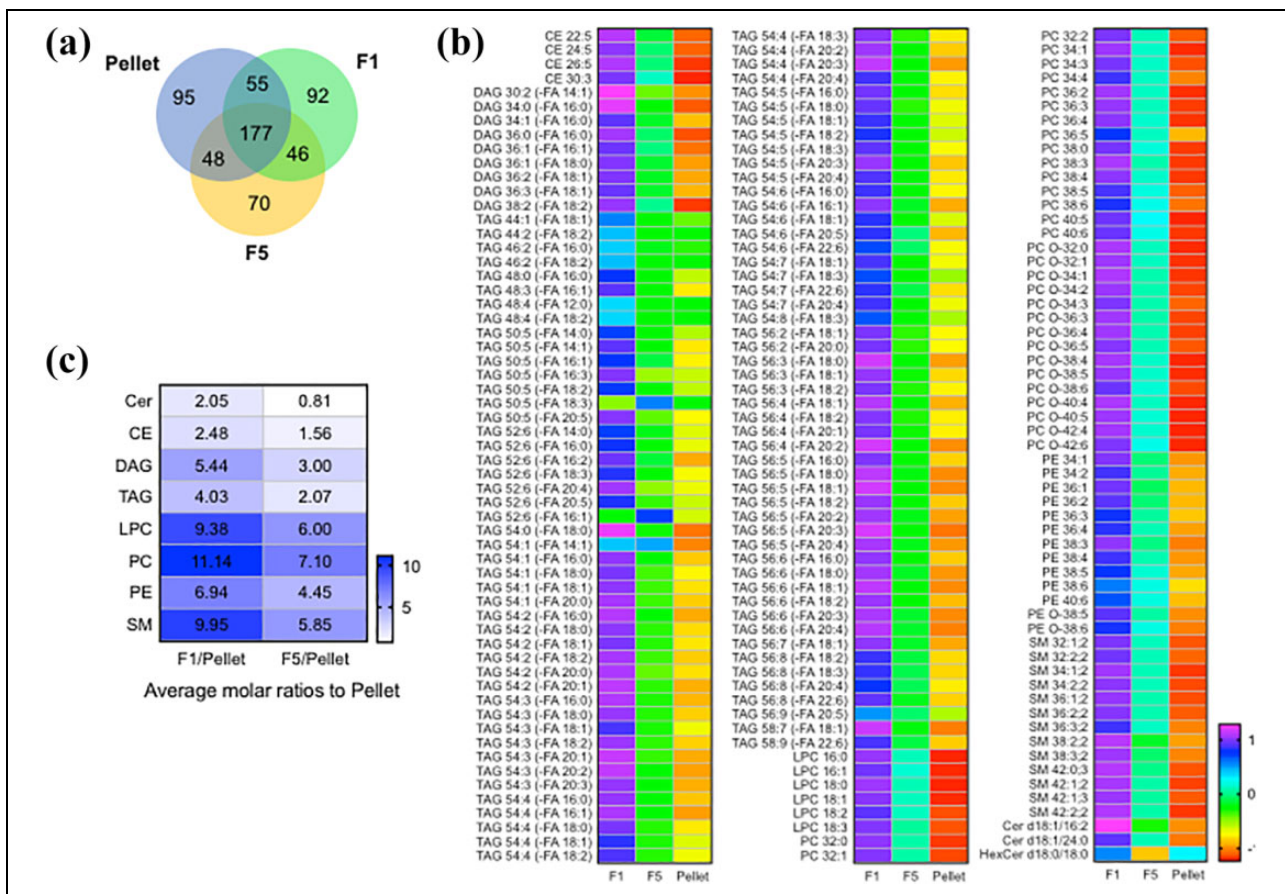 (a)
Pellet
F1
95
55
92
177
48
46
70
F5
(b)
CE 22:5
CE 24:5
CE 26:5
CE 30:3
DAG 30:2 (-FA 14:1)
DAG 34:0 (-FA 16:0)
DAG 34:1 (-FA 16:0)
DAG 36:0 (-FA 16:0)
DAG 36:1 (-FA 16:1)
DAG 36:1 (-FA 18:0)
DAG 36:2 (-FA 18:1)
DAG 36:3 (-FA 18:1)
DAG 38:2 (-FA 18:2)
TAG 44:1 (-FA 18:1)
TAG 44:2 (-FA 18:2)
TAG 46:2 (-FA 16:0)
TAG 46:2 (-FA 18:2)
TAG 48:0 (-FA 16:0)
TAG 48:3 (-FA 16:1)
TAG 48:4 (-FA 12:0)
TAG 48:4 (-FA 18:2)
TAG 50:5 (-FA 14:0)
TAG 50:5 (-FA 14:1)
TAG 50:5 (-FA 16:1)
TAG 50:5 (-FA 16:3)
TAG 50:5 (-FA 18:2)
TAG 50:5 (-FA 18:3)
TAG 50:5 (-FA 20:5)
TAG 52:6 (-FA 14:0)
TAG 52:6 (-FA 16:0)
TAG 52:6 (-FA 16:2)
TAG 52:6 (-FA 18:3)
TAG 52:6 (-FA 20:4)
TAG 52:6 (-FA 20:5)
TAG 52:6 (-FA 16:1)
TAG 54:0 (-FA 18:0)
TAG 54:1 (-FA 14:1)
TAG 54:1 (-FA 16:0)
TAG 54:1 (-FA 18:0)
TAG 54:1 (-FA 18:1)
TAG 54:1 (-FA 20:0)
TAG 54:2 (-FA 16:0)
TAG 54:2 (-FA 18:0)
TAG 54:2 (-FA 18:1)
TAG 54:2 (-FA 18:2)
TAG 54:2 (-FA 20:0)
TAG 54:2 (-FA 20:1)
TAG 54:3 (-FA 16:0)
TAG 54:3 (-FA 18:0)
TAG 54:3 (-FA 18:1)
TAG 54:3 (-FA 18:2)
TAG 54:3 (-FA 20:1)
TAG 54:3 (-FA 20:2)
TAG 54:3 (-FA 20:3)
TAG 54:4 (-FA 16:0)
TAG 54:4 (-FA 16:1)
TAG 54:4 (-FA 18:0)
TAG 54:4 (-FA 18:1)
TAG 54:4 (-FA 18:2)
F1 F5 Pellet
TAG 54:4 (-FA 18:3)
TAG 54:4 (-FA 20:2)
TAG 54:4 (-FA 20:3)
TAG 54:4 (-FA 20:4)
TAG 54:5 (-FA 16:0)
TAG 54:5 (-FA 18:0)
TAG 54:5 (-FA 18:1)
TAG 54:5 (-FA 18:2)
TAG 54:5 (-FA 18:3)
TAG 54:5 (-FA 20:3)
TAG 54:5 (-FA 20:4)
TAG 54:6 (-FA 16:0)
TAG 54:6 (-FA 16:1)
TAG 54:6 (-FA 18:1)
TAG 54:6 (-FA 20:5)
TAG 54:6 (-FA 22:6)
TAG 54:7 (-FA 18:1)
TAG 54:7 (-FA 18:3)
TAG 54:7 (-FA 22:6)
TAG 54:7 (-FA 20:4)
TAG 54:8 (-FA 18:3)
TAG 56:2 (-FA 18:1)
TAG 56:2 (-FA 20:0)
TAG 56:3 (-FA 18:0)
TAG 56:3 (-FA 18:1)
TAG 56:3 (-FA 18:2)
TAG 56:4 (-FA 18:1)
TAG 56:4 (-FA 18:2)
TAG 56:4 (-FA 20:1)
TAG 56:4 (-FA 20:2)
TAG 56:5 (-FA 16:0)
TAG 56:5 (-FA 18:0)
TAG 56:5 (-FA 18:1)
TAG 56:5 (-FA 18:2)
TAG 56:5 (-FA 20:2)
TAG 56:5 (-FA 20:3)
TAG 56:5 (-FA 20:4)
TAG 56:6 (-FA 16:0)
TAG 56:6 (-FA 18:0)
TAG 56:6 (-FA 18:1)
TAG 56:6 (-FA 18:2)
TAG 56:6 (-FA 20:3)
TAG 56:6 (-FA 20:4)
TAG 56:7 (-FA 18:1)
TAG 56:8 (-FA 18:2)
TAG 56:8 (-FA 18:3)
TAG 56:8 (-FA 20:4)
TAG 56:8 (-FA 22:6)
TAG 56:9 (-FA 20:5)
TAG 58:7 (-FA 18:1)
TAG 58:9 (-FA 22:6)
LPC 16:0
LPC 16:1
LPC 18:0
LPC 18:1
LPC 18:2
LPC 18:3
PC 32:0
PC 32:1
F1 F5 Pellet
PC 32:2
PC 34:1
PC 34:3
PC 34:4
PC 36:2
PC 36:3
PC 36:4
PC 36:5
PC 38:0
PC 38:3
PC 38:4
PC 38:5
PC 38:6
PC 40:5
PC 40:6
PC O-32:0
PC O-32:1
PC O-34:1
PC O-34:2
PC O-34:3
PC O-36:3
PC O-36:4
PC O-36:5
PC O-38:4
PC O-38:5
PC O-38:6
PC O-40:4
PC O-40:5
PC O-42:4
PC O-42:6
PE 34:1
PE 34:2
PE 36:1
PE 36:2
PE 36:3
PE 36:4
PE 38:3
PE 38:4
PE 38:5
PE 38:6
PE 40:6
PE O-38:5
PE O-38:6
SM 32:1;2
SM 32:2;2
SM 34:1;2
SM 34:2;2
SM 36:1;2
SM 36:2;2
SM 36:3;2
SM 38:2;2
SM 38:3;2
SM 42:0;3
SM 42:1;2
SM 42:1;3
SM 42:2;2
Cer d18:1/16:2
Cer d18:1/24:0
HexCer d18:0/18:0
F1 F5 Pellet
1
0
-1
(c)
Cer 2.05 0.81
CE 2.48 1.56
DAG 5.44 3.00
TAG 4.03 2.07
LPC 9.38 6.00
PC 11.14 7.10
PE 6.94 4.45
SM 9.95 5.85
F1/Pellet F5/Pellet
10
5
Average molar ratios to Pellet